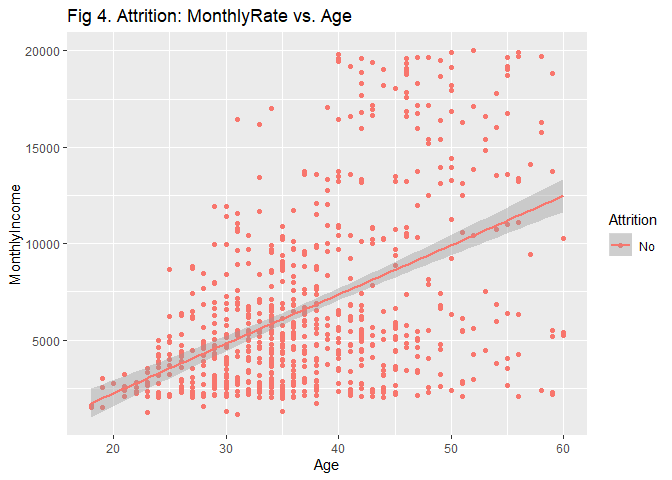 Fig 4. Attrition: MonthlyRate vs. Age
20000
15000
10000
5000
MonthlyIncome
20
30
40
50
60
Age
Attrition
No